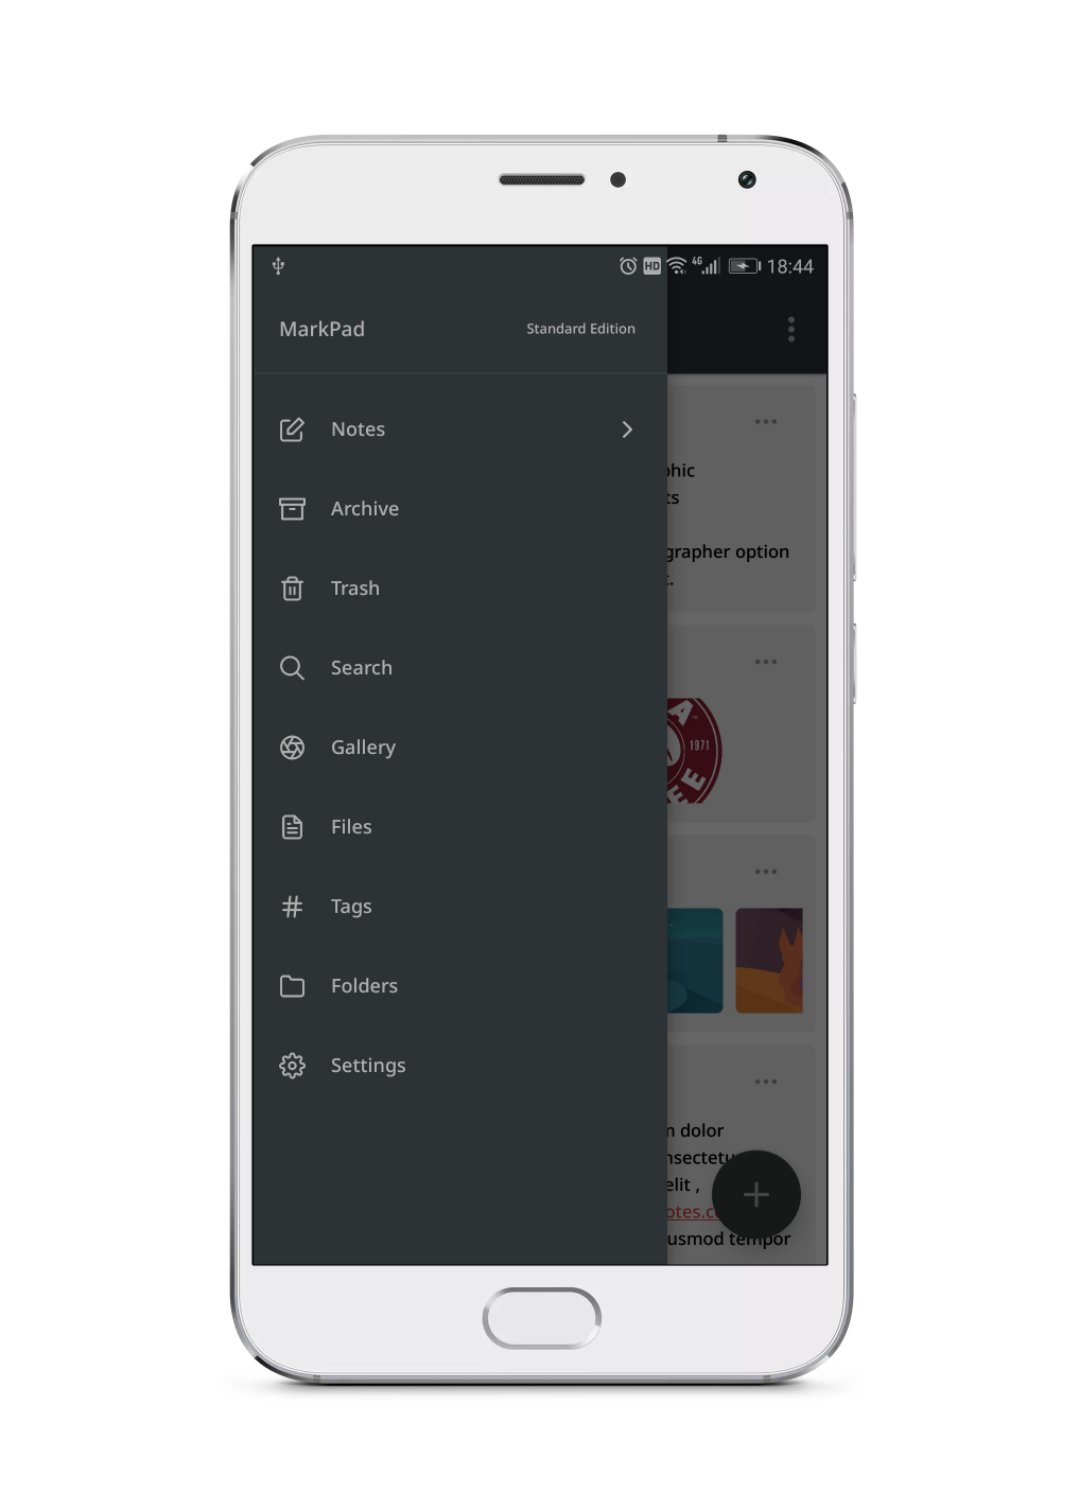 HD 4G 18:44
MarkPad Standard Edition
Notes
Archive
Trash
Search
Gallery
Files
Tags
Folders
Settings
phic
ts
grapher option
t.
A
1971
EE
m dolor
nsectetu
elit ,
otes.c
usmod tempor